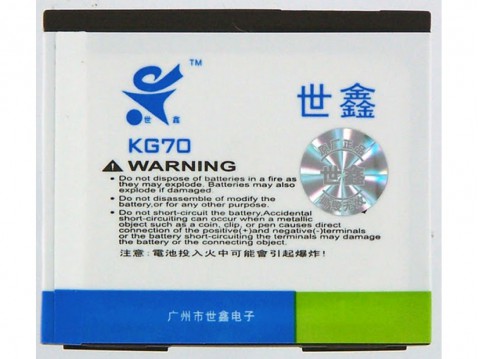 TM
世鑫
世鑫
KG70
WARNING
Do not dispose of batteries in a fire as
they may explode. Batteries may also
explode if damaged.
Do not disassemble of modify the
battery,or for any other purpose.
Do not short-circuit the battery,Accidental
short-circuiting can occur when a metallic
object such as a coin, clip, or pen causes direct
connection of the positive(+)and negative(-)terminals
or the battery short-circuiting the terminals may damage
the battery or the connecting object.
注意:電池投入火中可能會引起爆炸!
世鑫
广州市世鑫电子